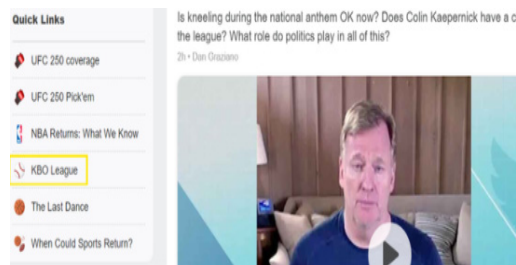 Quick Links
UFC 250 coverage
UFC 250 Pick'em
NBA Returns: What We Know
KBO League
The Last Dance
When Could Sports Return?
Is kneeling during the national anthem OK now? Does Colin Kaepernick have a c
the league? What role do politics play in all of this?
2h • Dan Graziano